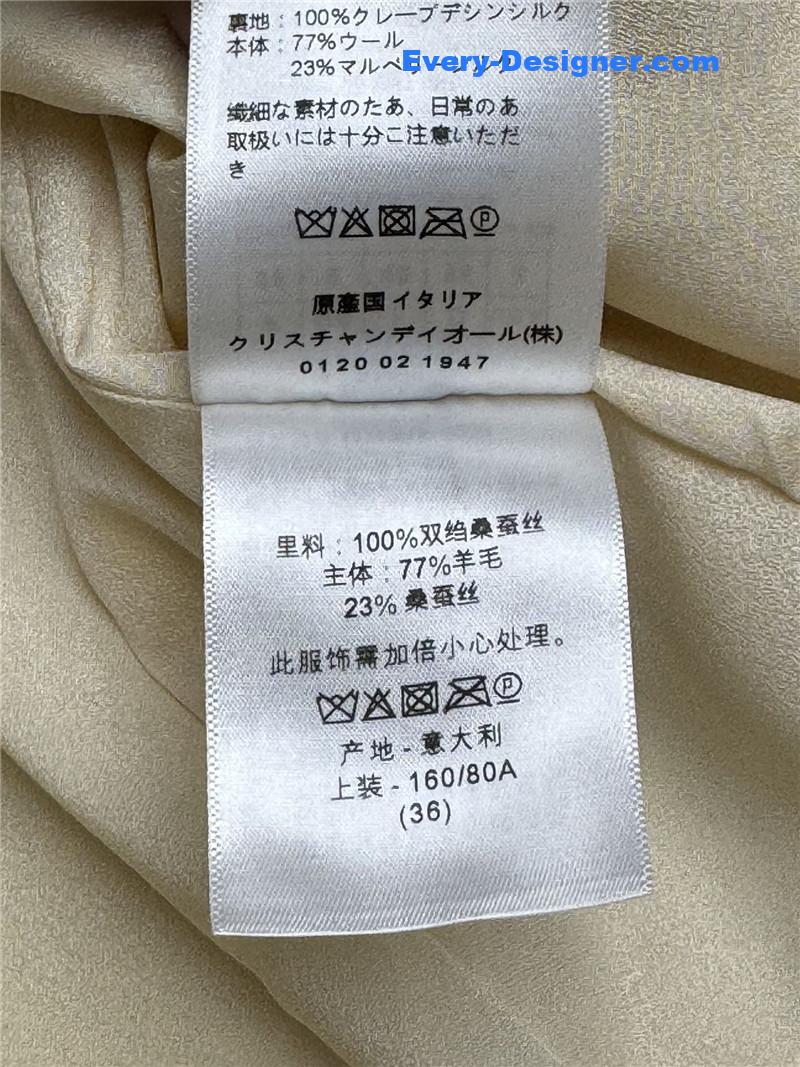 裏地：100%クレープデシンシルク
本体：77%ウール
23%マルベリーシルク
Every-Designer.com
繊細な素材のため、日常のお
取扱いには十分ご注意いただ
き
P
原産国イタリア
クリスチャンディオール(株)
0120 02 1947
里料：100%双绉桑蚕丝
主体：77%羊毛
23% 桑蚕丝
此服饰需加倍小心处理。
P
产地 - 意大利
上装 - 160/80A
(36)